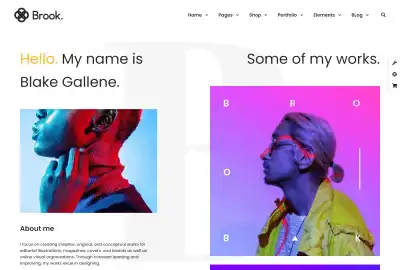 Brook.
Home Pages Shop Portfolio Elements BLog
Hello. My name is
Blake Gallene.
Some of my works.
B R O
O
B K
About me
I focus on creating creative, original, and conceptual works for
editorial illustrations, magazines, covers, and brands as well as
online visual organizations. Through constant learning and
improving, my works excel in designing.